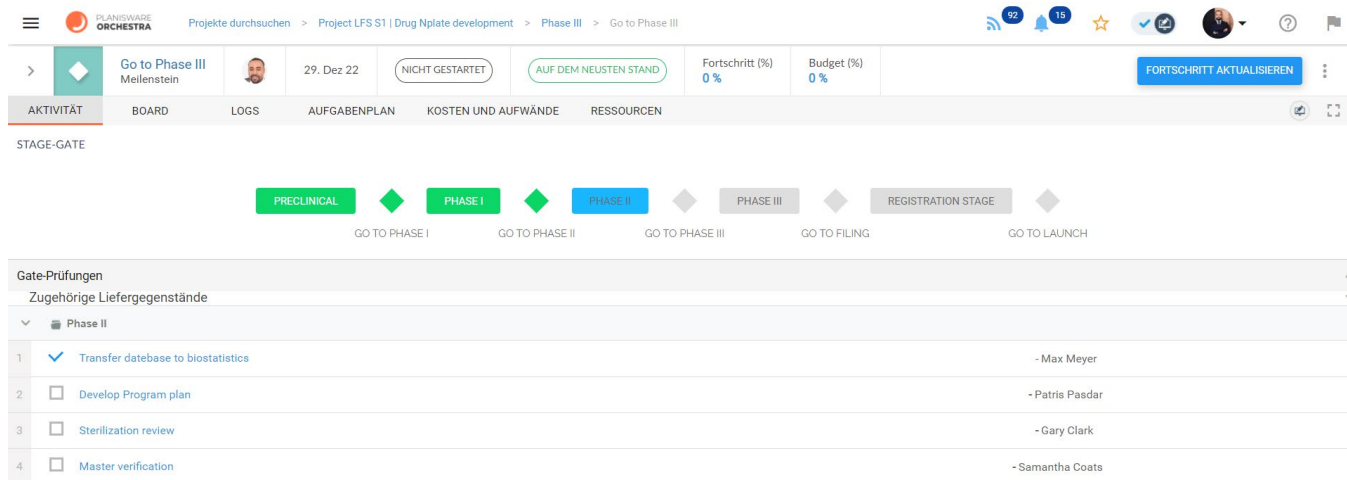 PLANISWARE
ORCHESTRA
Projekte durchsuchen > Project LFS S1 | Drug Nplate development > Phase III > Go to Phase III
92
15
Go to Phase III
Meilenstein
29. Dez 22
NICHT GESTARTET
AUF DEM NEUSTEN STAND
Fortschritt (%)
0 %
Budget (%)
0 %
FORTSCHRITT AKTUALISIEREN
AKTIVITÄT BOARD LOGS AUFGABENPLAN KOSTEN UND AUFWÄNDE RESSOURCEN
STAGE-GATE
PRECLINICAL PHASE I PHASE II PHASE III REGISTRATION STAGE
GO TO PHASE I GO TO PHASE II GO TO PHASE III GO TO FILING GO TO LAUNCH
Gate-Prüfungen
Zugehörige Liefergegenstände
Phase II
1 Transfer datebase to biostatistics - Max Meyer
2 Develop Program plan - Patris Pasdar
3 Sterilization review - Gary Clark
4 Master verification - Samantha Coats